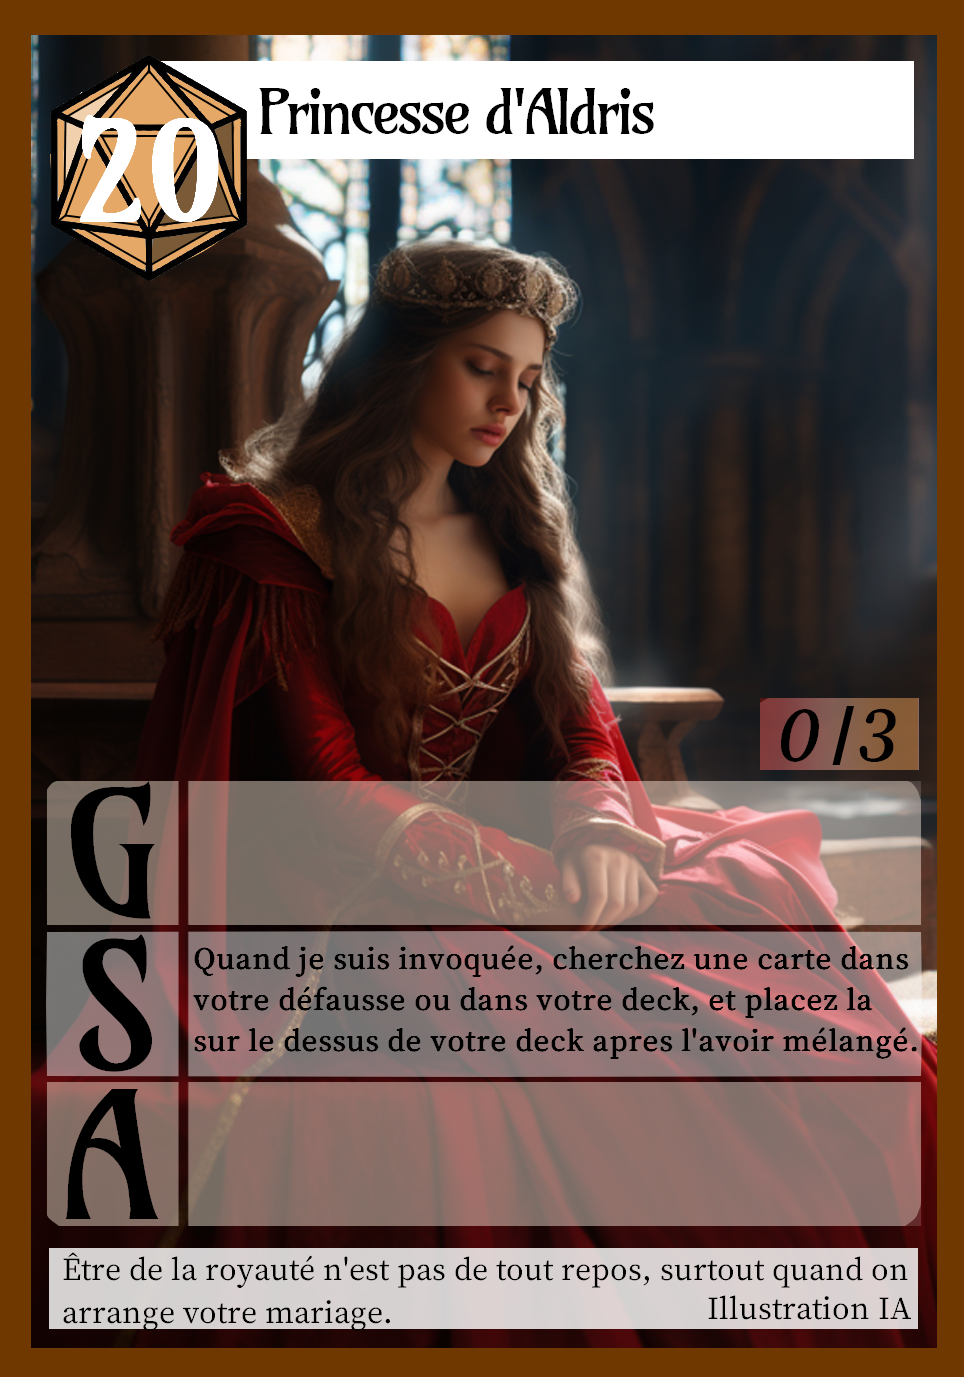 20
Princesse d'Aldris
0/3
G
S
Quand je suis invoquée, cherchez une carte dans
votre défausse ou dans votre deck, et placez la
sur le dessus de votre deck apres l'avoir mélangé.
A
Être de la royauté n'est pas de tout repos, surtout quand on
arrange votre mariage.
Illustration IA